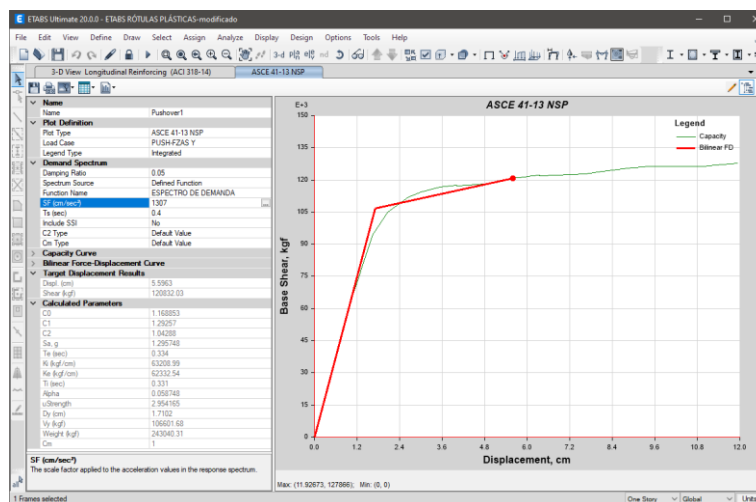 ETABS Ultimate 20.0.0 - ETABS RÓTULAS PLÁSTICAS-modificado
File Edit View Define Draw Select Assign Analyze Display Design Options Tools Help
3-D View Longitudinal Reinforcing (ACI 318-14) ASCE 41-13 NSP
Name
Name Pushover1
Plot Definition
Plot Type ASCE 41-13 NSP
Load Case PUSH-FZAS Y
Legend Type Integrated
Demand Spectrum
Damping Ratio 0.05
Spectrum Source Defined Function
Function Name ESPECTRO DE DEMANDA
SF (cm/sec²) 1307
Ts (sec) 0.4
Include SSI No
C2 Type Default Value
Cm Type Default Value
Capacity Curve
Bilinear Force-Displacement Curve
Target Displacement Results
Displ. (cm) 5.5963
Shear (kgf) 120832.03
Calculated Parameters
C0 1.168853
C1 1.29257
C2 1.04288
Sa, g 1.295748
Te (sec) 0.334
Ki (kgf/cm) 63208.99
Ke (kgf/cm) 62332.54
Ti (sec) 0.331
Alpha 0.058748
uStrength 2.954165
Dy (cm) 1.7102
Vy (kgf) 106601.68
Weight (kgf) 243040.31
Cm 1
SF (cm/sec²)
The scale factor applied to the acceleration values in the response spectrum.
1 Frames selected
E+3
ASCE 41-13 NSP
Legend
Capacity
Bilinear FD
150
135
120
105
90
75
60
45
30
15
0
Base Shear, kgf
0.0 1.2 2.4 3.6 4.8 6.0 7.2 8.4 9.6 10.8 12.0
Displacement, cm
Max: (11.92673, 127866); Min: (0, 0)
One Story Global Units